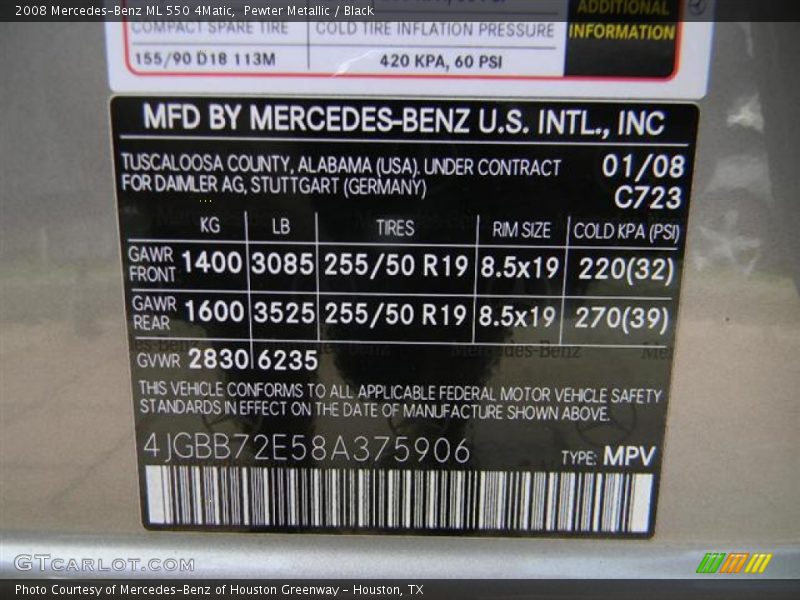 2008 Mercedes-Benz ML 550 4Matic, Pewter Metallic / Black
COMPACT SPARE TIRE COLD TIRE INFLATION PRESSURE
155/90 D18 113M 420 KPA, 60 PSI
ADDITIONAL
INFORMATION
MFD BY MERCEDES-BENZ U.S. INTL., INC
TUSCALOOSA COUNTY, ALABAMA (USA). UNDER CONTRACT 01/08
FOR DAIMLER AG, STUTTGART (GERMANY) C723
KG LB TIRES RIM SIZE COLD KPA (PSI)
GAWR FRONT 1400 3085 255/50 R19 8.5x19 220(32)
GAWR REAR 1600 3525 255/50 R19 8.5x19 270(39)
GVWR 2830 6235
THIS VEHICLE CONFORMS TO ALL APPLICABLE FEDERAL MOTOR VEHICLE SAFETY
STANDARDS IN EFFECT ON THE DATE OF MANUFACTURE SHOWN ABOVE.
4JGBB72E58A375906 TYPE: MPV
GTCARLOT.COM
Photo Courtesy of Mercedes-Benz of Houston Greenway - Houston, TX